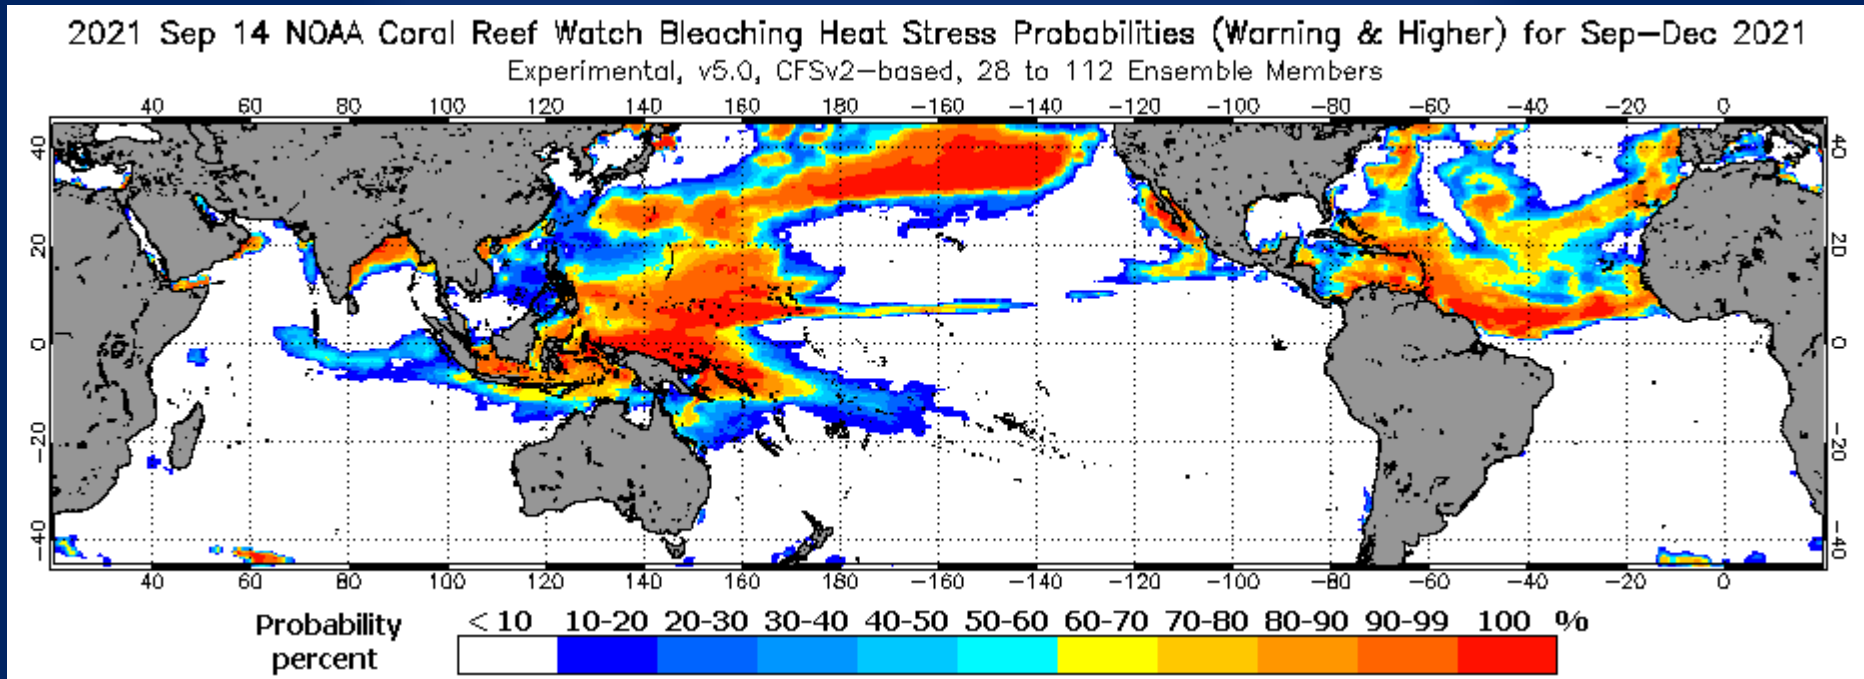 2021 Sep 14 NOAA Coral Reef Watch Bleaching Heat Stress Probabilities (Warning & Higher) for Sep-Dec 2021
Experimental, v5.0, CFSv2-based, 28 to 112 Ensemble Members
40 60 80 100 120 140 160 180 -160 -140 -120 -100 -80 -60 -40 -20 0
40 40
20 20
0 0
-20 -20
-40 -40
40 60 80 100 120 140 160 180 -160 -140 -120 -100 -80 -60 -40 -20 0
Probability percent
< 10 10-20 20-30 30-40 40-50 50-60 60-70 70-80 80-90 90-99 100 %